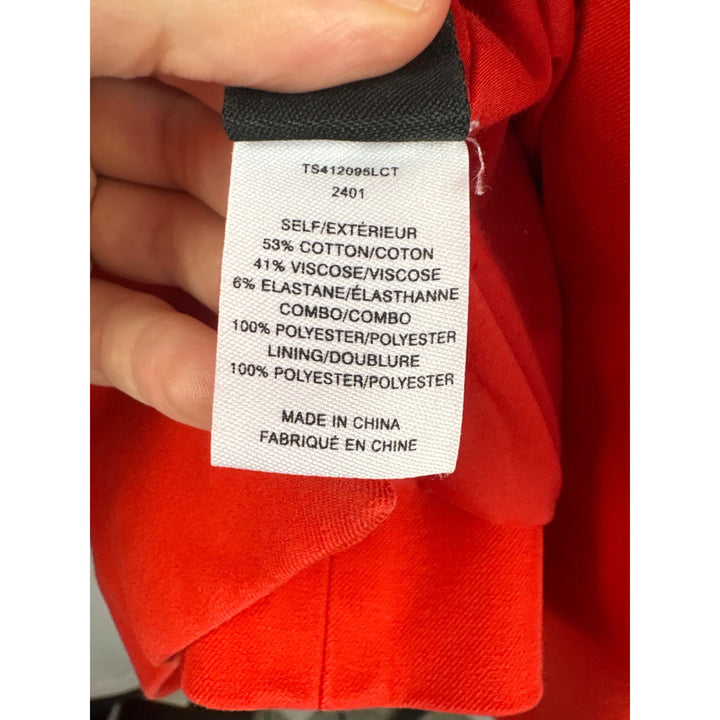 TS412095LCT
2401
SELF/EXTÉRIEUR
53% COTTON/COTON
41% VISCOSE/VISCOSE
6% ELASTANE/ÉLASTHANNE
COMBO/COMBO
100% POLYESTER/POLYESTER
LINING/DOUBLURE
100% POLYESTER/POLYESTER
MADE IN CHINA
FABRIQUÉ EN CHINE